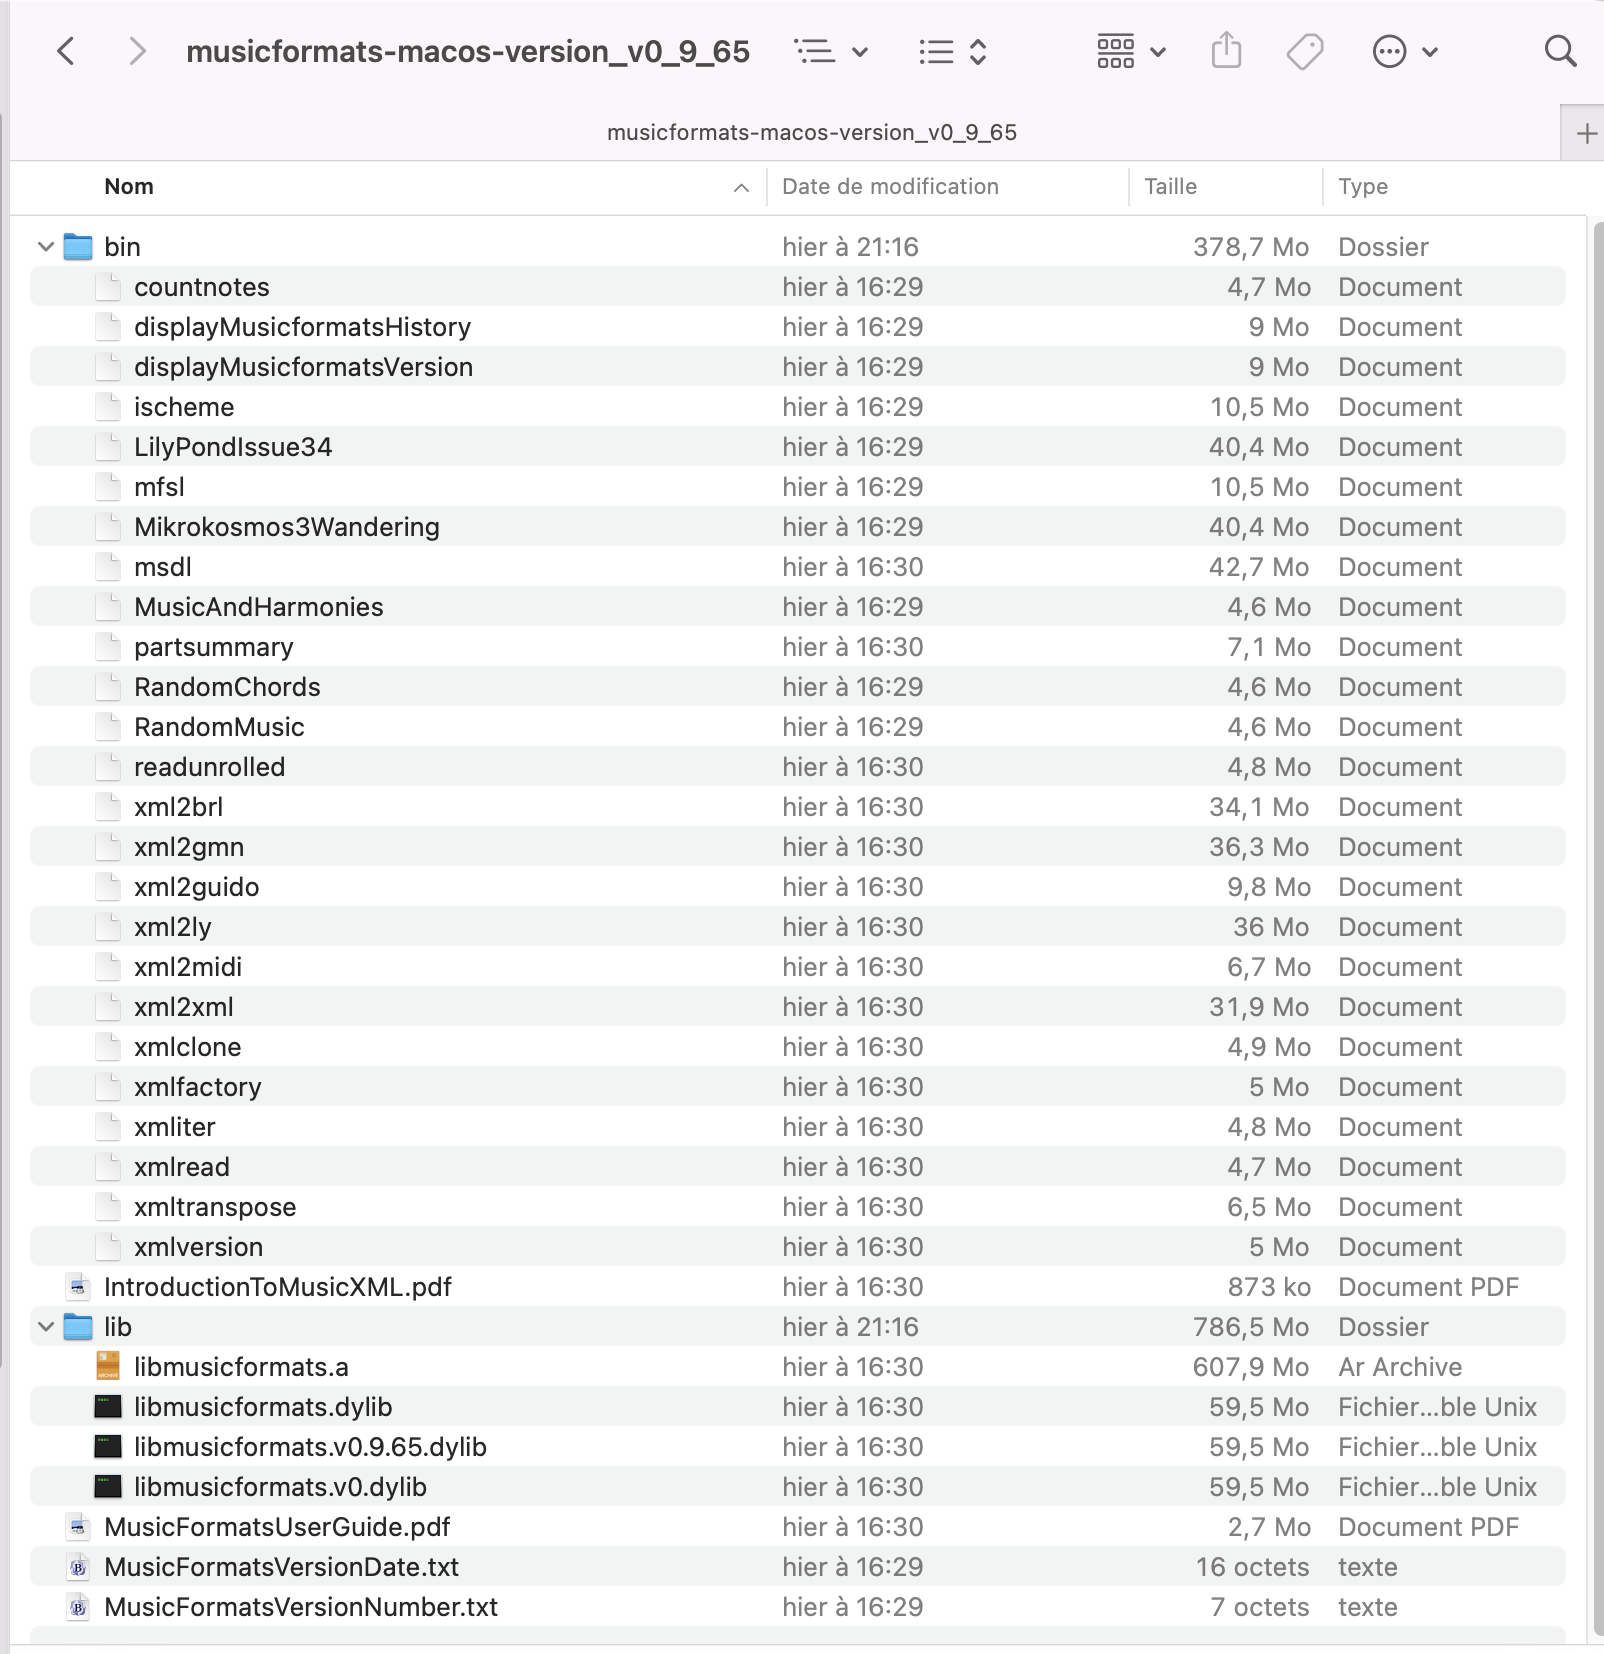 musicformats-macos-version_v0_9_65
musicformats-macos-version_v0_9_65
Nom Date de modification Taille Type
bin hier à 21:16 378,7 Mo Dossier
countnotes hier à 16:29 4,7 Mo Document
displayMusicformatsHistory hier à 16:29 9 Mo Document
displayMusicformatsVersion hier à 16:29 9 Mo Document
ischeme hier à 16:29 10,5 Mo Document
LilyPondIssue34 hier à 16:29 40,4 Mo Document
mfsl hier à 16:29 10,5 Mo Document
Mikrokosmos3Wandering hier à 16:29 40,4 Mo Document
msdl hier à 16:30 42,7 Mo Document
MusicAndHarmonies hier à 16:29 4,6 Mo Document
partsummary hier à 16:30 7,1 Mo Document
RandomChords hier à 16:29 4,6 Mo Document
RandomMusic hier à 16:29 4,6 Mo Document
readunrolled hier à 16:30 4,8 Mo Document
xml2brl hier à 16:30 34,1 Mo Document
xml2gmn hier à 16:30 36,3 Mo Document
xml2guido hier à 16:30 9,8 Mo Document
xml2ly hier à 16:30 36 Mo Document
xml2midi hier à 16:30 6,7 Mo Document
xml2xml hier à 16:30 31,9 Mo Document
xmlclone hier à 16:30 4,9 Mo Document
xmlfactory hier à 16:30 5 Mo Document
xmliter hier à 16:30 4,8 Mo Document
xmlread hier à 16:30 4,7 Mo Document
xmltranspose hier à 16:30 6,5 Mo Document
xmlversion hier à 16:30 5 Mo Document
IntroductionToMusicXML.pdf hier à 16:30 873 ko Document PDF
lib hier à 21:16 786,5 Mo Dossier
libmusicformats.a hier à 16:30 607,9 Mo Ar Archive
libmusicformats.dylib hier à 16:30 59,5 Mo Fichier...ble Unix
libmusicformats.v0.9.65.dylib hier à 16:30 59,5 Mo Fichier...ble Unix
libmusicformats.v0.dylib hier à 16:30 59,5 Mo Fichier...ble Unix
MusicFormatsUserGuide.pdf hier à 16:30 2,7 Mo Document PDF
MusicFormatsVersionDate.txt hier à 16:29 16 octets texte
MusicFormatsVersionNumber.txt hier à 16:29 7 octets texte